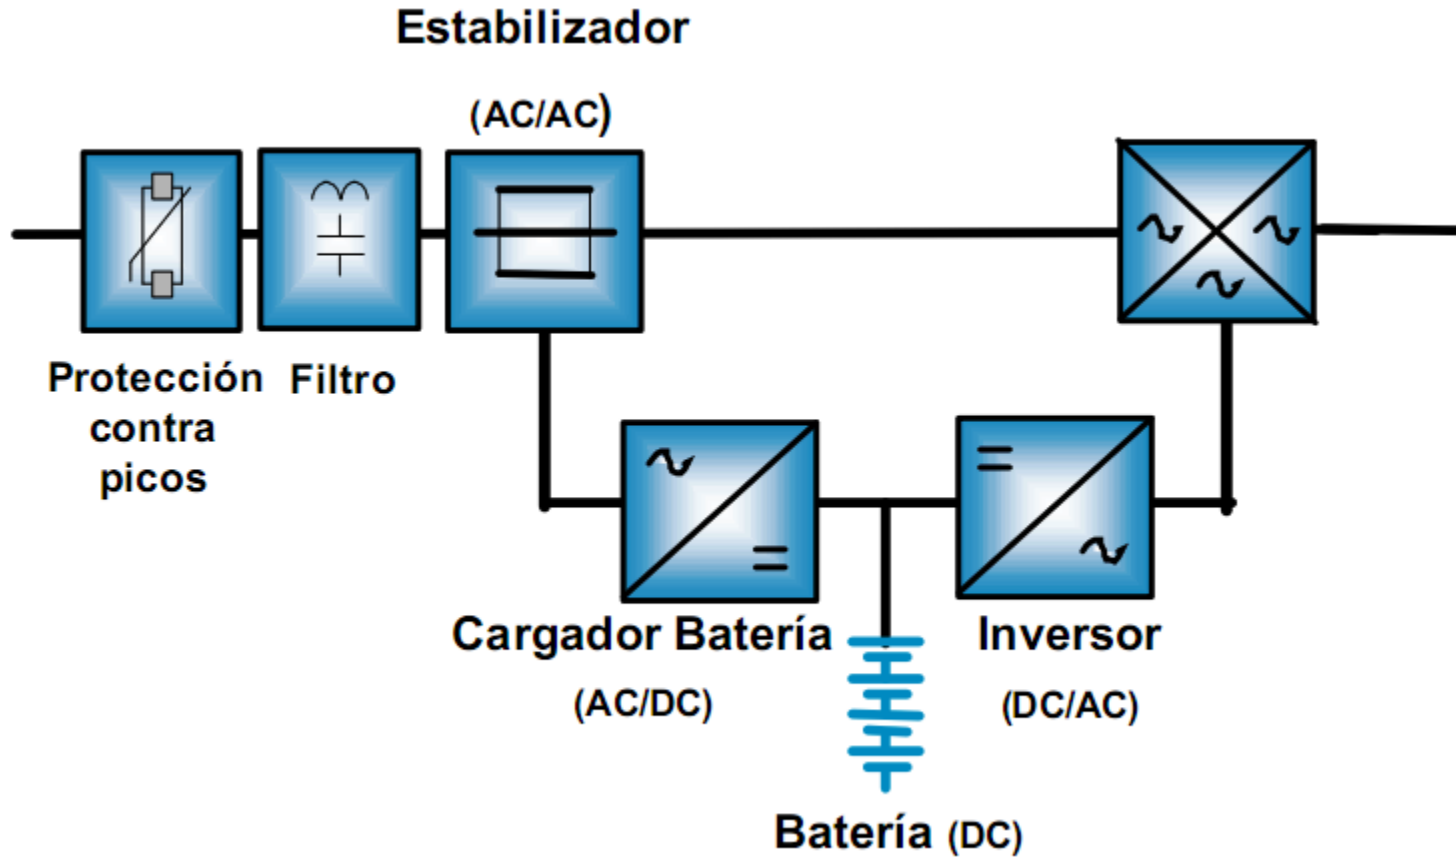 Estabilizador
(AC/AC)
Protección
contra
picos
Filtro
Cargador Batería
(AC/DC)
Inversor
(DC/AC)
Batería (DC)